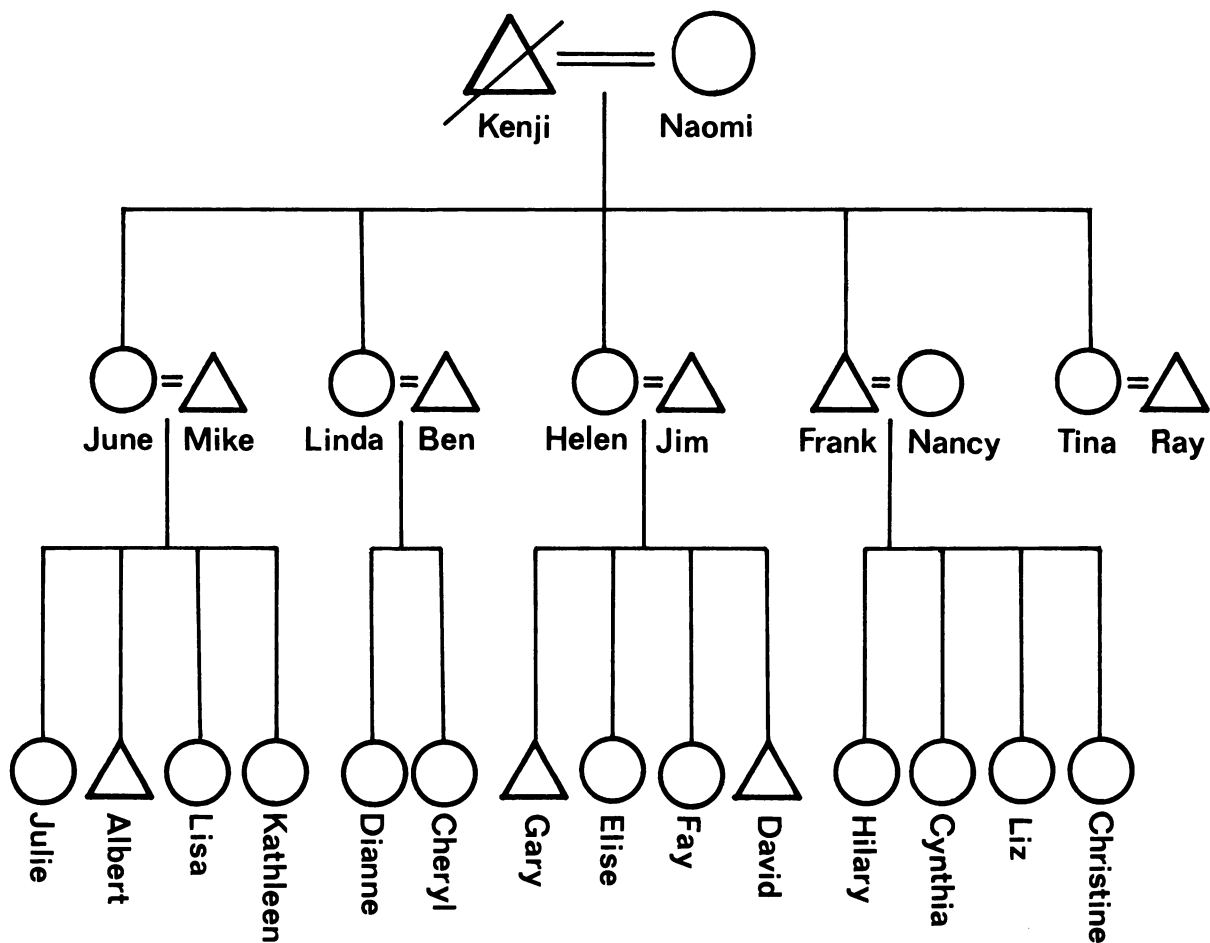 Kenji Naomi
June Mike Linda Ben Helen Jim Frank Nancy Tina Ray
Julie
Albert
Lisa
Kathleen
Dianne
Cheryl
Gary
Elise
Fay
David
Hilary
Cynthia
Liz
Christine